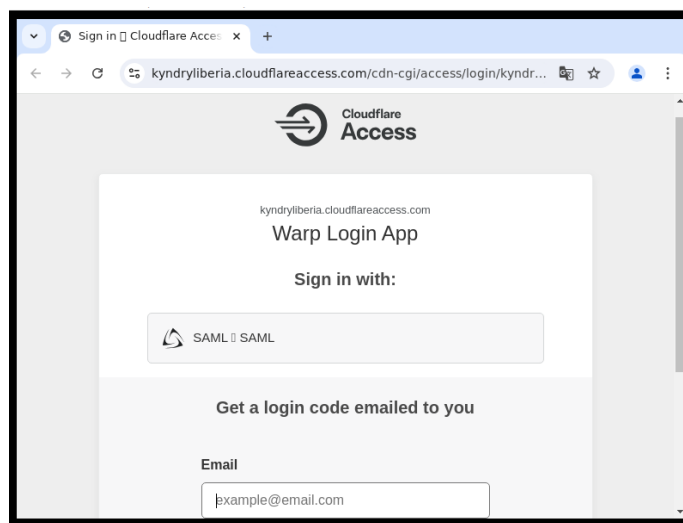 Sign in ▯ Cloudflare Acces
kyndryliberia.cloudflareaccess.com/cdn-cgi/access/login/kyndr...
Cloudflare
Access
kyndryliberia.cloudflareaccess.com
Warp Login App
Sign in with:
SAML ▯ SAML
Get a login code emailed to you
Email
example@email.com